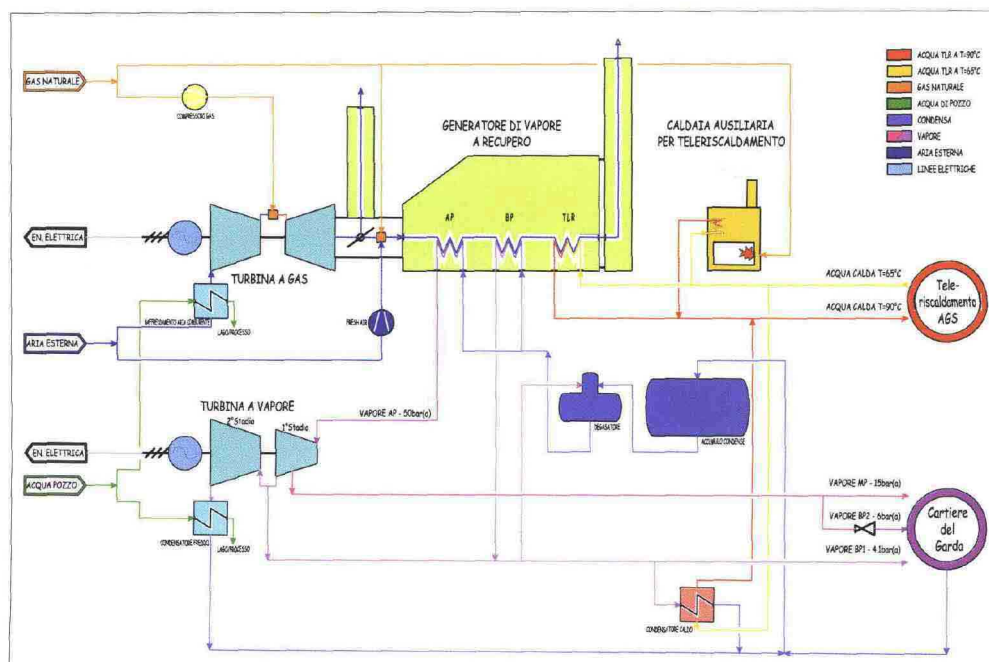 GAS NATURALE
COMPRESSIO GAS
GENERATORE DI VAPORE
A RECUPERO
CALDAIA AUSILIARIA
PER TELERISCALDAMENTO
ACQUA TLR A T=90°C
ACQUA TLR A T=65°C
GAS NATURALE
ACQUA DI POZZO
CONDENSA
VAPORE
ARIA ESTERNA
LINEE ELETTRICHE
AP
BP
TLR
EN. ELETTRICA
TURBINA A GAS
LAGO/PROCESSO
FRESH AIR
ARIA ESTERNA
ACQUA CALDA T=65°C
ACQUA CALDA T=90°C
Tele-
riscaldamento
AGS
TURBINA A VAPORE
2°Stadio
1°Stadio
VAPORE AP - 50bar(a)
DEGASATORE
ACCUMULO CONDENSE
EN. ELETTRICA
ACQUA POZZO
CONDENSATORE FREDDO
LAGO/PROCESSO
VAPORE MP - 15bar(a)
VAPORE BP2 - 6bar(a)
VAPORE BP1 - 4.1bar(a)
Cartiere
del
Garda
CONDENSATORE CALDO